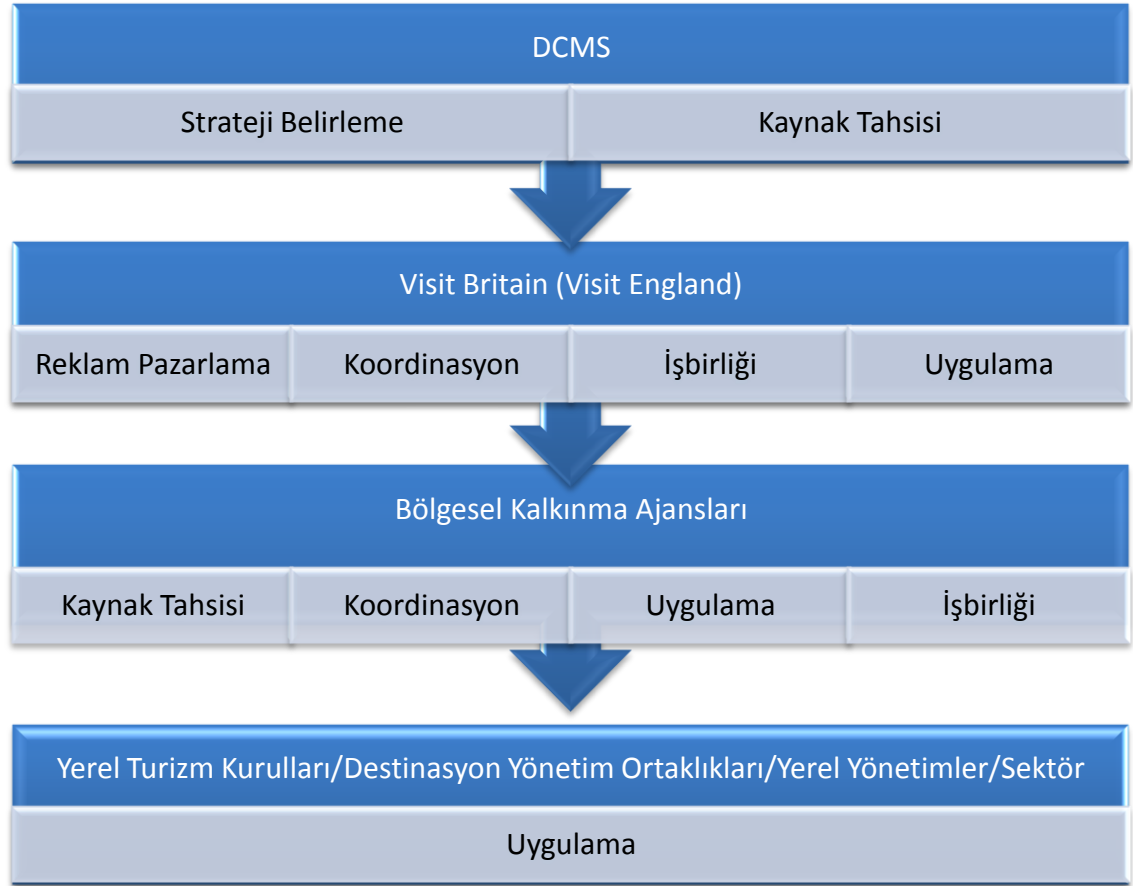 DCMS
Strateji Belirleme
Kaynak Tahsisi
Visit Britain (Visit England)
Reklam Pazarlama
Koordinasyon
İşbirliği
Uygulama
Bölgesel Kalkınma Ajansları
Kaynak Tahsisi
Koordinasyon
Uygulama
İşbirliği
Yerel Turizm Kurulları/Destinasyon Yönetim Ortaklıkları/Yerel Yönetimler/Sektör
Uygulama